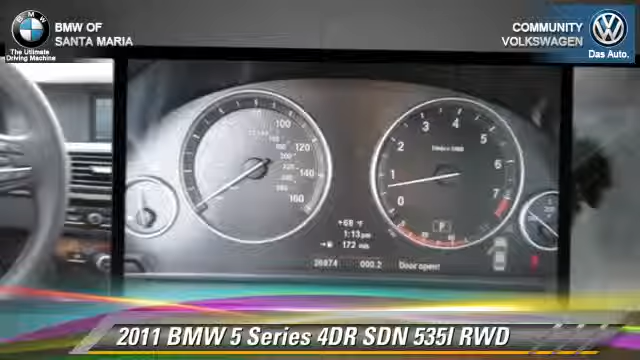 BMW
BMW OF
SANTA MARIA
The Ultimate
Driving Machine
COMMUNITY
VOLKSWAGEN
Das Auto.
100
120
140
160
0
1
2
3
4
5
6
7
P
+68 °F
1:13 pm
172 mls
26874 000.2 Door open!
2011 BMW 5 Series 4DR SDN 535I RWD